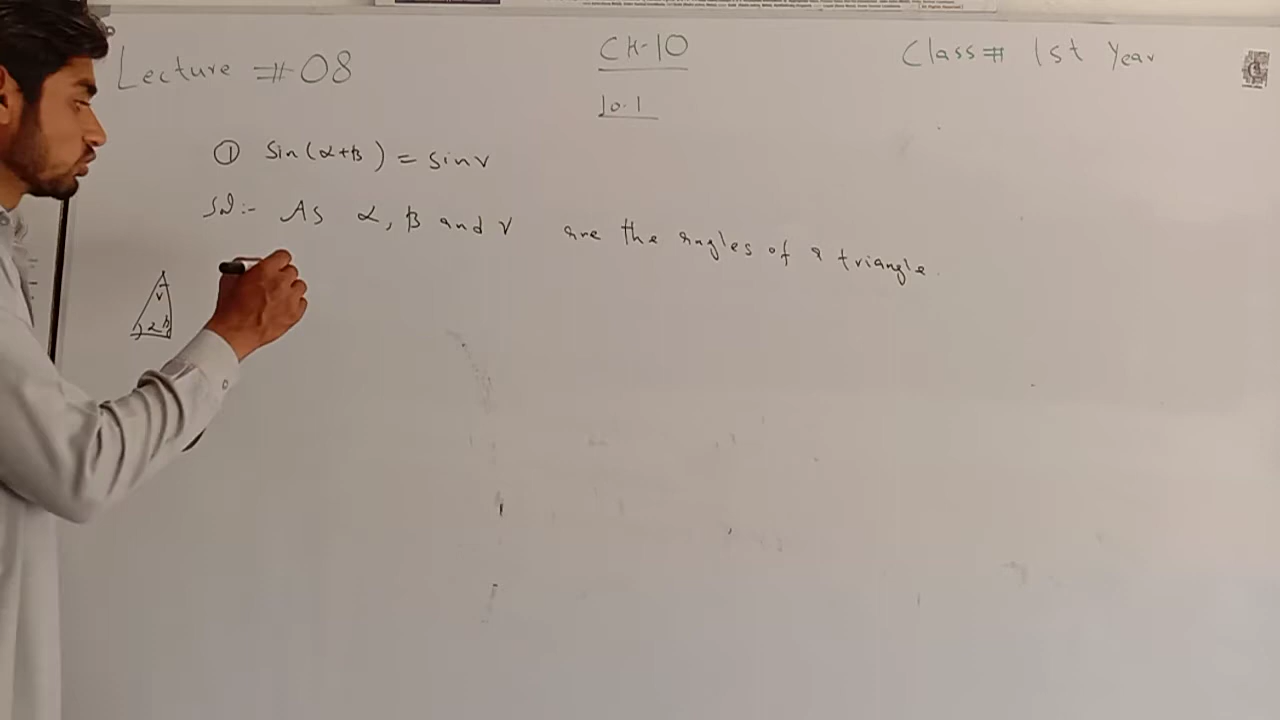 Lecture # 08
CH-10
Class # 1st Year
10.1
① Sin(α+β) = Sinγ
Sol:- As α, β and γ are the angles of a triangle.
γ
α β